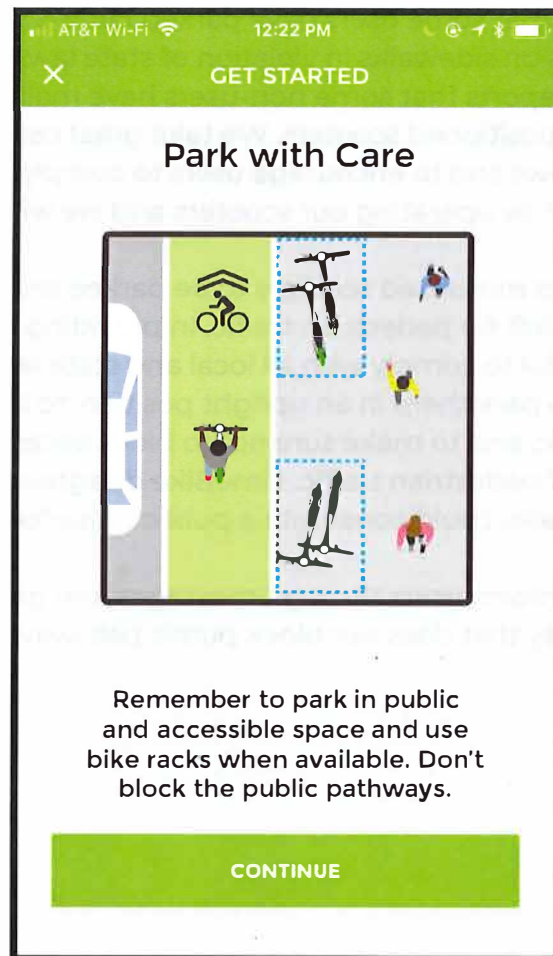 AT&T Wi-Fi 12:22 PM
GET STARTED
Park with Care
Remember to park in public
and accessible space and use
bike racks when available. Don't
block the public pathways.
CONTINUE